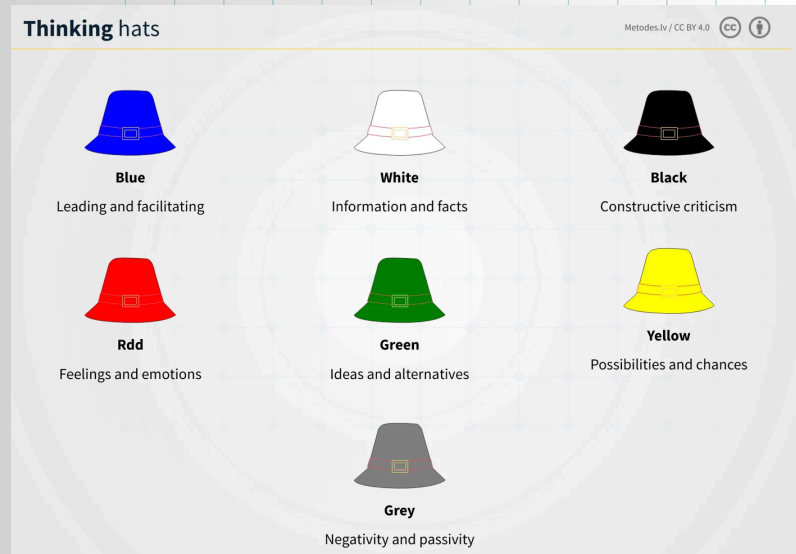 Thinking hats
Metodes.lv / CC BY 4.0
cc
Blue
Leading and facilitating
White
Information and facts
Black
Constructive criticism
Rdd
Feelings and emotions
Green
Ideas and alternatives
Yellow
Possibilities and chances
Grey
Negativity and passivity